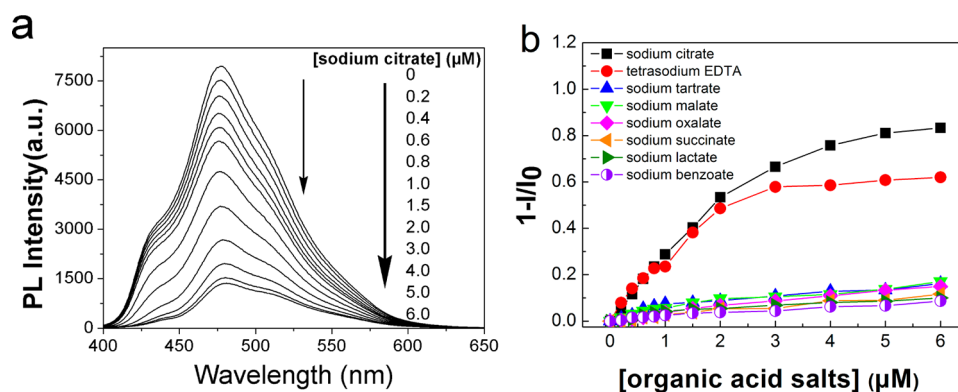 a
[sodium citrate] (μM)
0
0.2
0.4
0.6
0.8
1.0
1.5
2.0
3.0
4.0
5.0
6.0
7500
6000
4500
3000
1500
0
PL Intensity(a.u.)
400 450 500 550 600 650
Wavelength (nm)
b
sodium citrate
tetrasodium EDTA
sodium tartrate
sodium malate
sodium oxalate
sodium succinate
sodium lactate
sodium benzoate
1.2
1.0
0.8
0.6
0.4
0.2
0.0
1-I/I0
0 1 2 3 4 5 6
[organic acid salts] (μM)